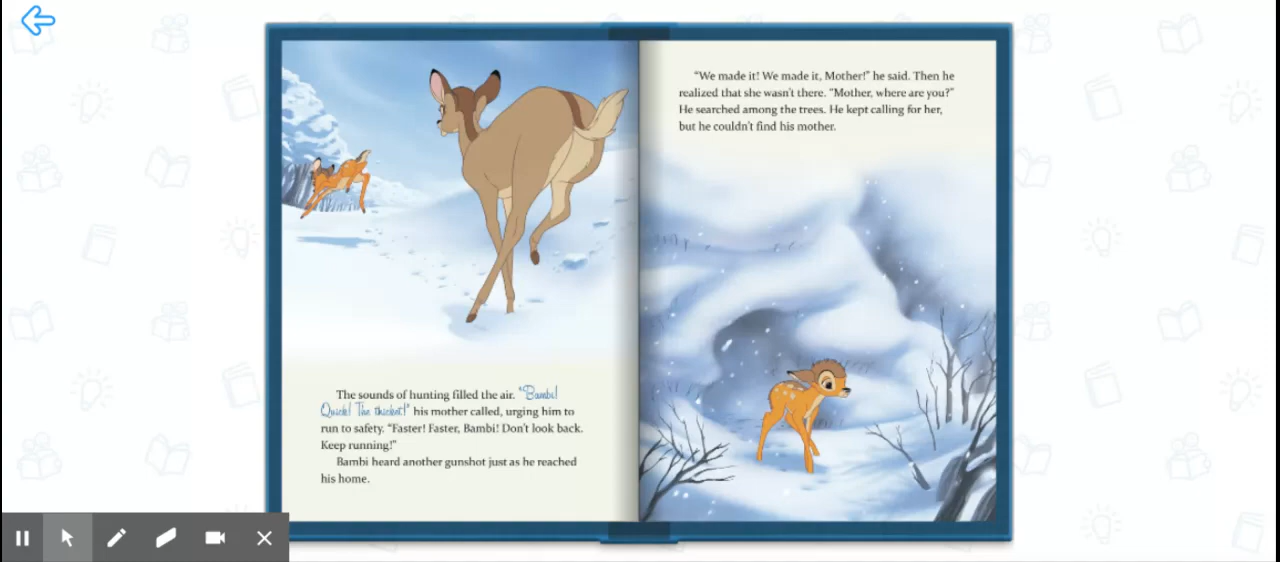 The sounds of hunting filled the air. “Bambi!
Quick! The thicket!” his mother called, urging him to
run to safety. “Faster! Faster, Bambi! Don’t look back.
Keep running!”
Bambi heard another gunshot just as he reached
his home.
“We made it! We made it, Mother!” he said. Then he
realized that she wasn’t there. “Mother, where are you?”
He searched among the trees. He kept calling for her,
but he couldn’t find his mother.